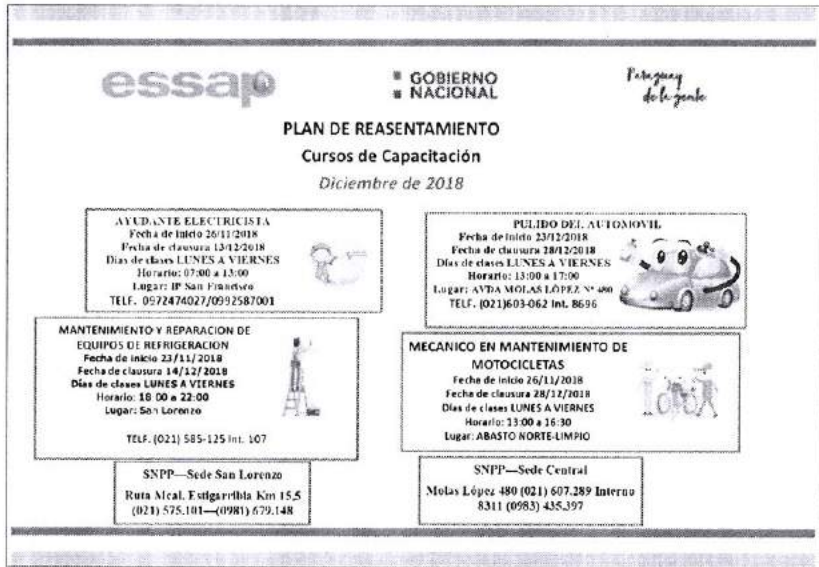 essap
GOBIERNO
NACIONAL
Paraguay
de la gente
PLAN DE REASENTAMIENTO
Cursos de Capacitación
Diciembre de 2018
AYUDANTE ELECTRICISTA
Fecha de inicio 26/11/2018
Fecha de clausura 13/12/2018
Días de clases LUNES A VIERNES
Horario: 07:00 a 13:00
Lugar: IP San Francisco
TELF. 0972474027/0992587001
PULIDO DEL AUTOMOVIL
Fecha de inicio 23/12/2018
Fecha de clausura 28/12/2018
Días de clases LUNES A VIERNES
Horario: 13:00 a 17:00
Lugar: AVDA MOLAS LÓPEZ Nº 480
TELF. (021)603-062 Int. 8696
MANTENIMIENTO Y REPARACION DE
EQUIPOS DE REFRIGERACION
Fecha de inicio 23/11/2018
Fecha de clausura 14/12/2018
Días de clases LUNES A VIERNES
Horario: 18 00 a 22:00
Lugar: San Lorenzo
TELF. (021) 585-125 Int. 107
MECANICO EN MANTENIMIENTO DE
MOTOCICLETAS
Fecha de inicio 26/11/2018
Fecha de clausura 28/12/2018
Días de clases LUNES A VIERNES
Horario: 13:00 a 16:30
Lugar: ABASTO NORTE-LIMPIO
SNPP—Sede San Lorenzo
Ruta Mcal. Estigarribia Km 15,5
(021) 575.101—(0981) 679.148
SNPP—Sede Central
Molas López 480 (021) 607.289 Interno
8311 (0983) 435.397